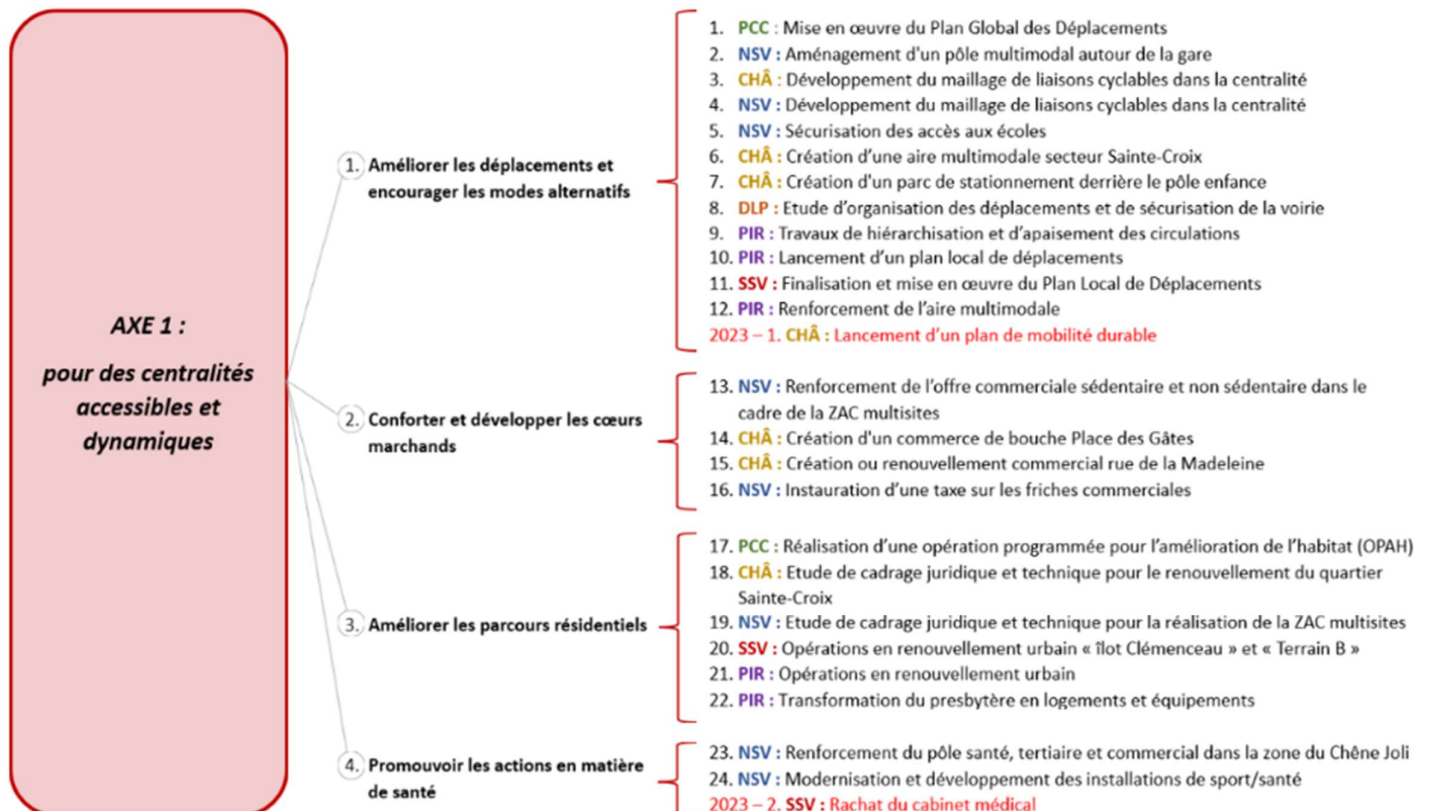 AXE 1 :
pour des centralités
accessibles et
dynamiques
1. Améliorer les déplacements et
encourager les modes alternatifs
1. PCC : Mise en œuvre du Plan Global des Déplacements
2. NSV : Aménagement d'un pôle multimodal autour de la gare
3. CHÂ : Développement du maillage de liaisons cyclables dans la centralité
4. NSV : Développement du maillage de liaisons cyclables dans la centralité
5. NSV : Sécurisation des accès aux écoles
6. CHÂ : Création d’une aire multimodale secteur Sainte-Croix
7. CHÂ : Création d'un parc de stationnement derrière le pôle enfance
8. DLP : Etude d’organisation des déplacements et de sécurisation de la voirie
9. PIR : Travaux de hiérarchisation et d’apaisement des circulations
10. PIR : Lancement d’un plan local de déplacements
11. SSV : Finalisation et mise en œuvre du Plan Local de Déplacements
12. PIR : Renforcement de l’aire multimodale
2023 – 1. CHÂ : Lancement d’un plan de mobilité durable
2. Conforter et développer les cœurs
marchands
13. NSV : Renforcement de l’offre commerciale sédentaire et non sédentaire dans le
cadre de la ZAC multisites
14. CHÂ : Création d'un commerce de bouche Place des Gâtes
15. CHÂ : Création ou renouvellement commercial rue de la Madeleine
16. NSV : Instauration d’une taxe sur les friches commerciales
3. Améliorer les parcours résidentiels
17. PCC : Réalisation d’une opération programmée pour l’amélioration de l’habitat (OPAH)
18. CHÂ : Etude de cadrage juridique et technique pour le renouvellement du quartier
Sainte-Croix
19. NSV : Etude de cadrage juridique et technique pour la réalisation de la ZAC multisites
20. SSV : Opérations en renouvellement urbain « îlot Clémenceau » et « Terrain B »
21. PIR : Opérations en renouvellement urbain
22. PIR : Transformation du presbytère en logements et équipements
4. Promouvoir les actions en matière
de santé
23. NSV : Renforcement du pôle santé, tertiaire et commercial dans la zone du Chêne Joli
24. NSV : Modernisation et développement des installations de sport/santé
2023 – 2. SSV : Rachat du cabinet médical